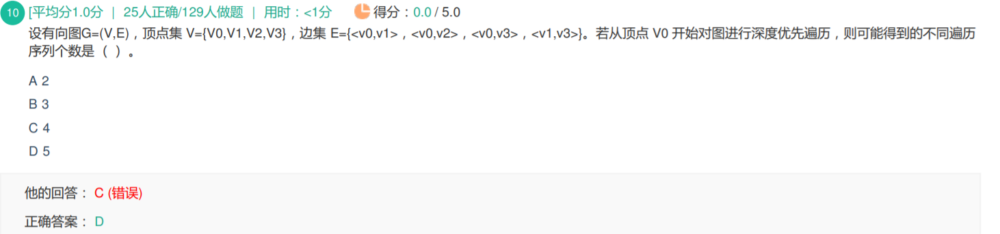 10 [平均分1.0分 | 25人正确/129人做题 | 用时：<1分 得分：0.0 / 5.0
设有向图G=(V,E)，顶点集 V={V0,V1,V2,V3}，边集 E={<v0,v1>，<v0,v2>，<v0,v3>，<v1,v3>}。若从顶点 V0 开始对图进行深度优先遍历，则可能得到的不同遍历
序列个数是（ ）。
A 2
B 3
C 4
D 5
他的回答： C (错误)
正确答案： D